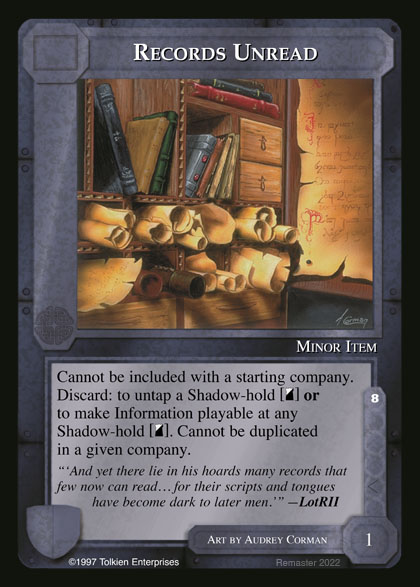 RECORDS UNREAD
A. Corman
MINOR ITEM
Cannot be included with a starting company.
Discard: to untap a Shadow-hold [◪] or
to make Information playable at any
Shadow-hold [◪]. Cannot be duplicated
in a given company.
8
“‘And yet there lie in his hoards many records that
few now can read… for their scripts and tongues
have become dark to later men.’” —LotRII
ART BY AUDREY CORMAN
1
©1997 Tolkien Enterprises
Remaster 2022